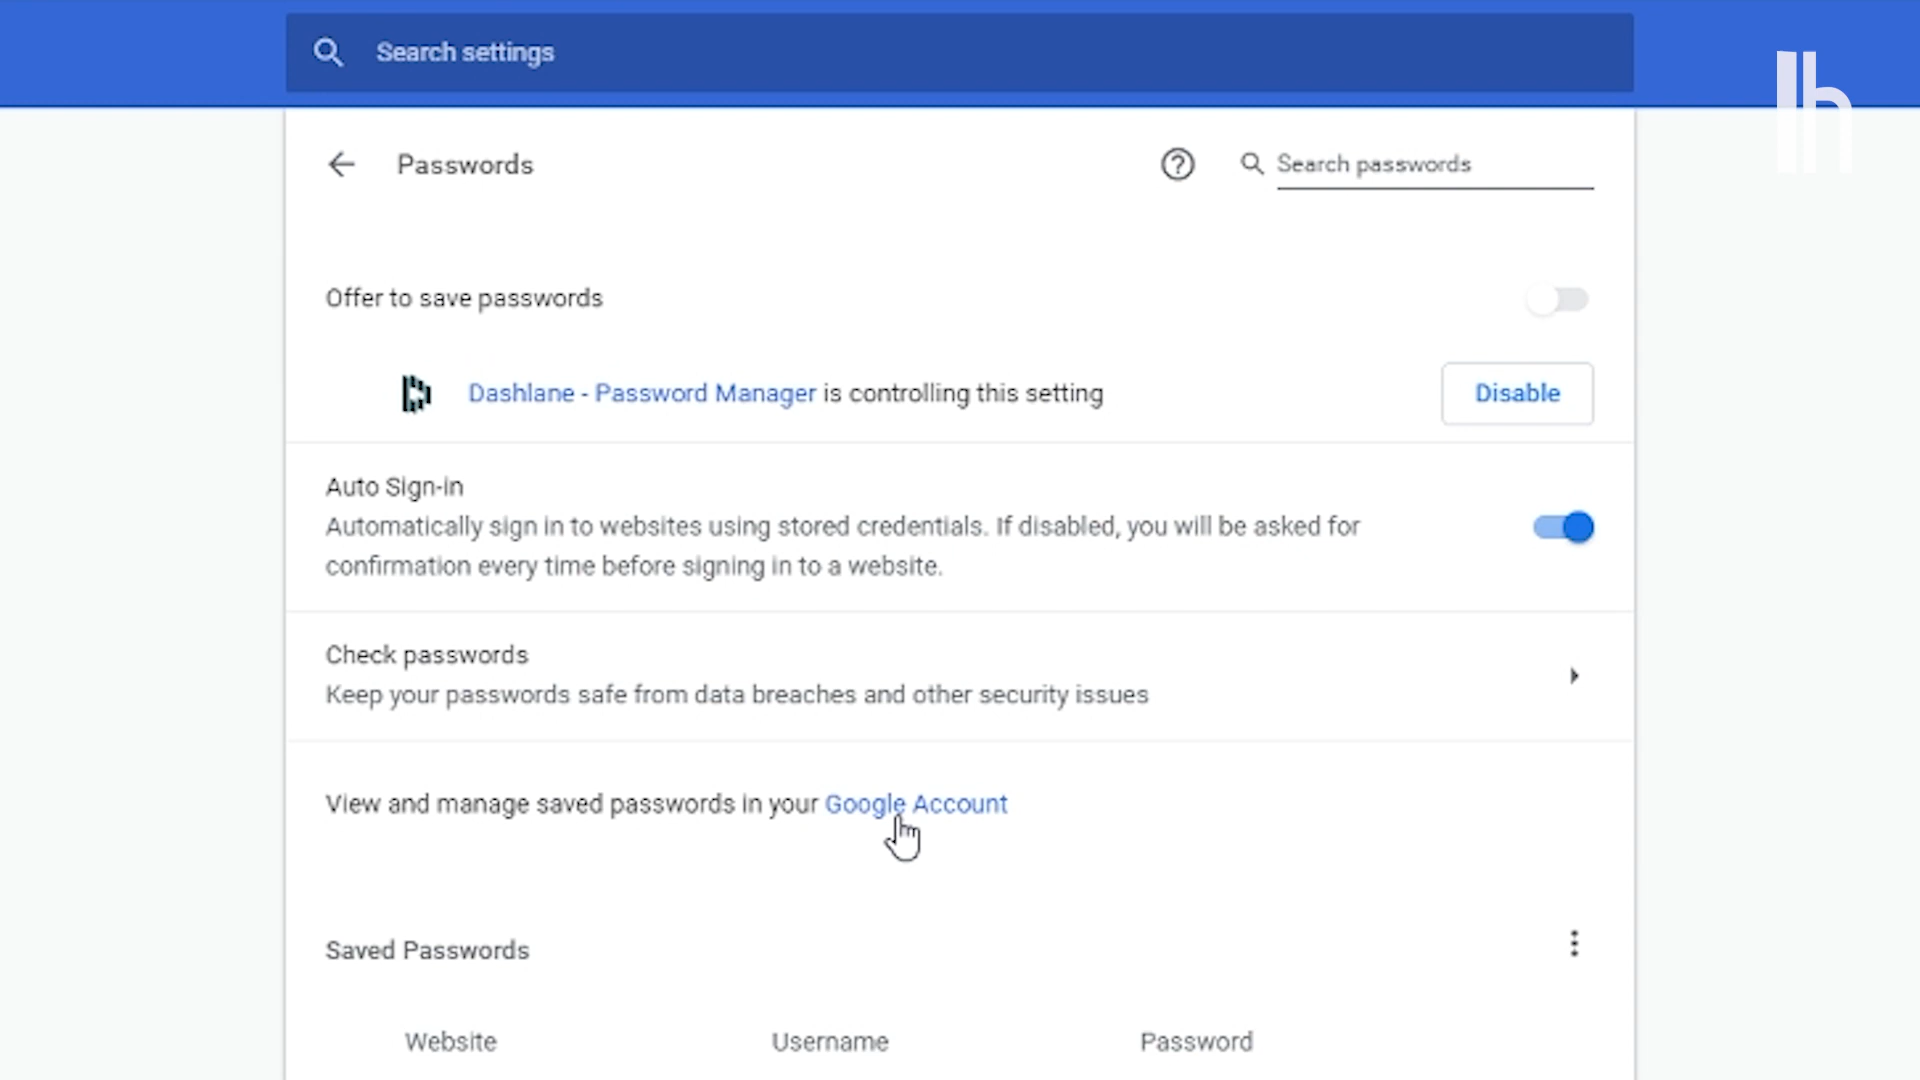 Search settings
lh
Passwords
Search passwords
Offer to save passwords
Dashlane - Password Manager is controlling this setting
Disable
Auto Sign-in
Automatically sign in to websites using stored credentials. If disabled, you will be asked for
confirmation every time before signing in to a website.
Check passwords
Keep your passwords safe from data breaches and other security issues
View and manage saved passwords in your Google Account
Saved Passwords
Website Username Password